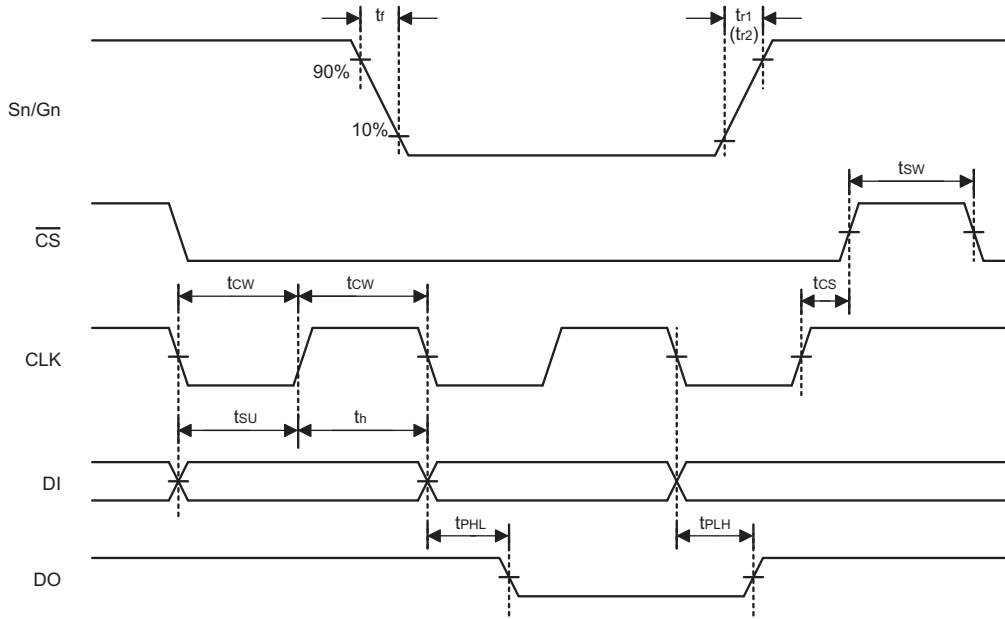 tf
tr1
(tr2)
90%
Sn/Gn
10%
tSW
CS
tCW tCW
tCS
CLK
tSU th
DI
tPHL tPLH
DO